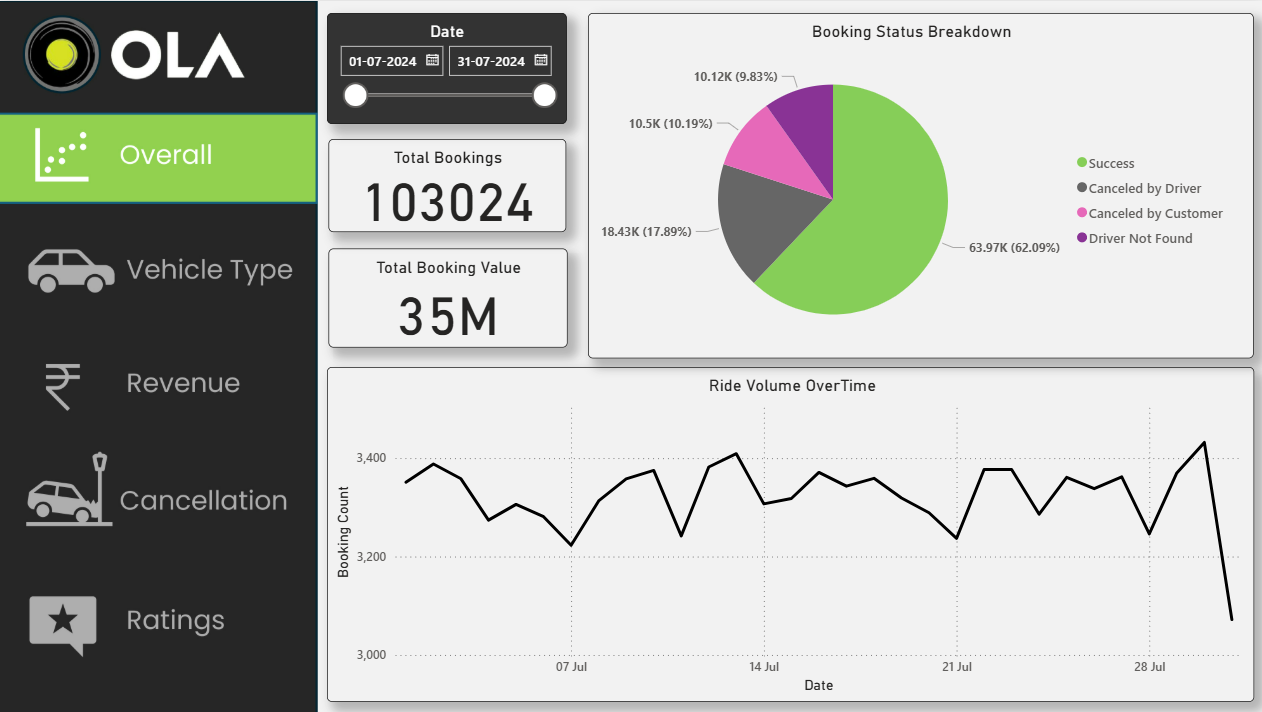 OLA
Overall
Vehicle Type
Revenue
Cancellation
Ratings
Date
01-07-2024 31-07-2024
Total Bookings
103024
Total Booking Value
35M
Booking Status Breakdown
10.12K (9.83%)
10.5K (10.19%)
18.43K (17.89%)
63.97K (62.09%)
Success
Canceled by Driver
Canceled by Customer
Driver Not Found
Ride Volume OverTime
Booking Count
3,400
3,200
3,000
07 Jul 14 Jul 21 Jul 28 Jul
Date